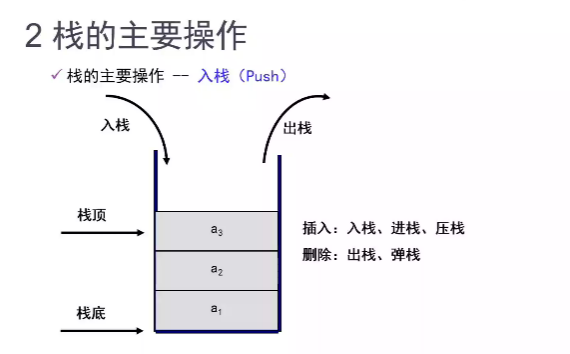 2 栈的主要操作
✓ 栈的主要操作 -- 入栈（Push）
入栈
出栈
栈顶
a3
插入：入栈、进栈、压栈
删除：出栈、弹栈
a2
栈底
a1